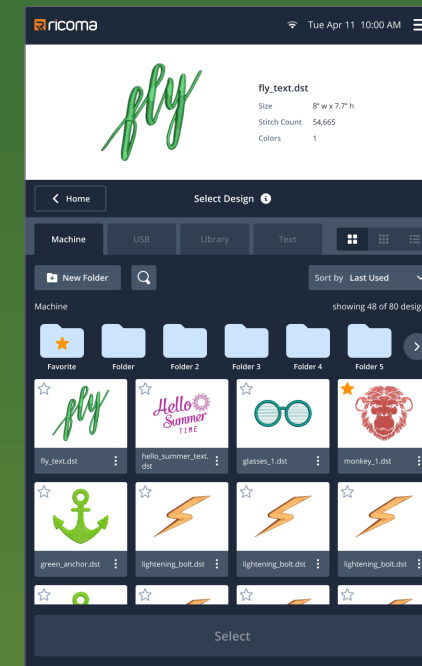 ricoma
Tue Apr 11 10:00 AM
fly
fly_text.dst
Size 8" w x 7.7" h
Stitch Count 54,665
Colors 1
Home
Select Design
Machine USB Library Text
New Folder
Sort by Last Used
Machine
showing 48 of 80 design
Favorite Folder Folder 2 Folder 3 Folder 4 Folder 5
fly
Hello
Summer
TIME
fly_text.dst
hello_summer_text.
dst
glasses_1.dst
monkey_1.dst
green_anchor.dst
lightening_bolt.dst
lightening_bolt.dst
lightening_bolt.dst
Select